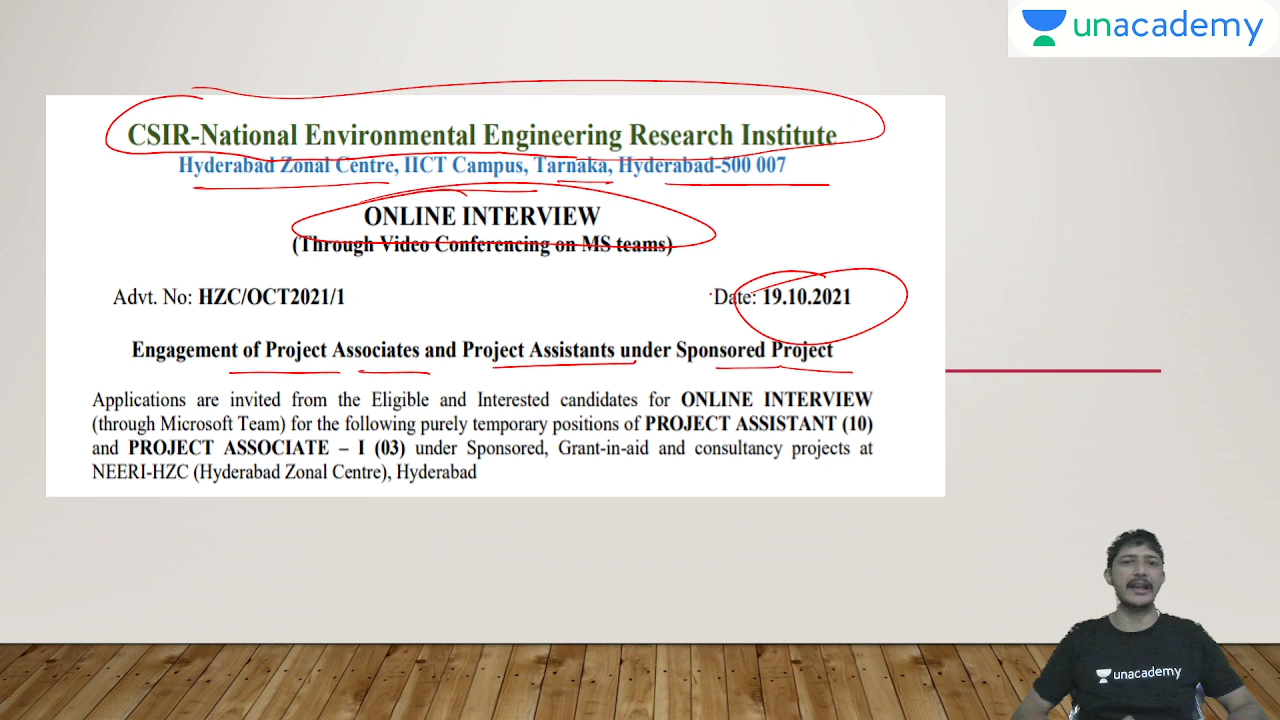 unacademy
CSIR-National Environmental Engineering Research Institute
Hyderabad Zonal Centre, IICT Campus, Tarnaka, Hyderabad-500 007
ONLINE INTERVIEW
(Through Video Conferencing on MS teams)
Advt. No: HZC/OCT2021/1 Date: 19.10.2021
Engagement of Project Associates and Project Assistants under Sponsored Project
Applications are invited from the Eligible and Interested candidates for ONLINE INTERVIEW
(through Microsoft Team) for the following purely temporary positions of PROJECT ASSISTANT (10)
and PROJECT ASSOCIATE – I (03) under Sponsored, Grant-in-aid and consultancy projects at
NEERI-HZC (Hyderabad Zonal Centre), Hyderabad
unacademy